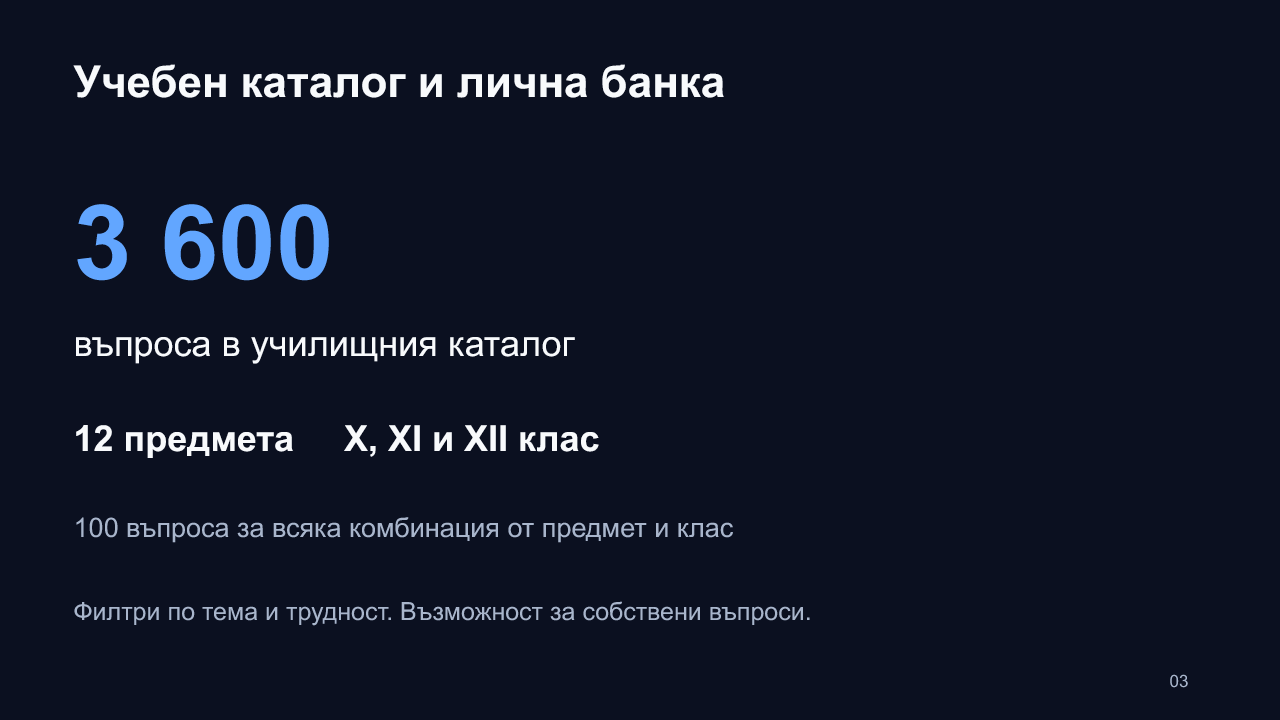 Учебен каталог и лична банка
3 600
въпроса в училищния каталог
12 предмета X, XI и XII клас
100 въпроса за всяка комбинация от предмет и клас
Филтри по тема и трудност. Възможност за собствени въпроси.
03